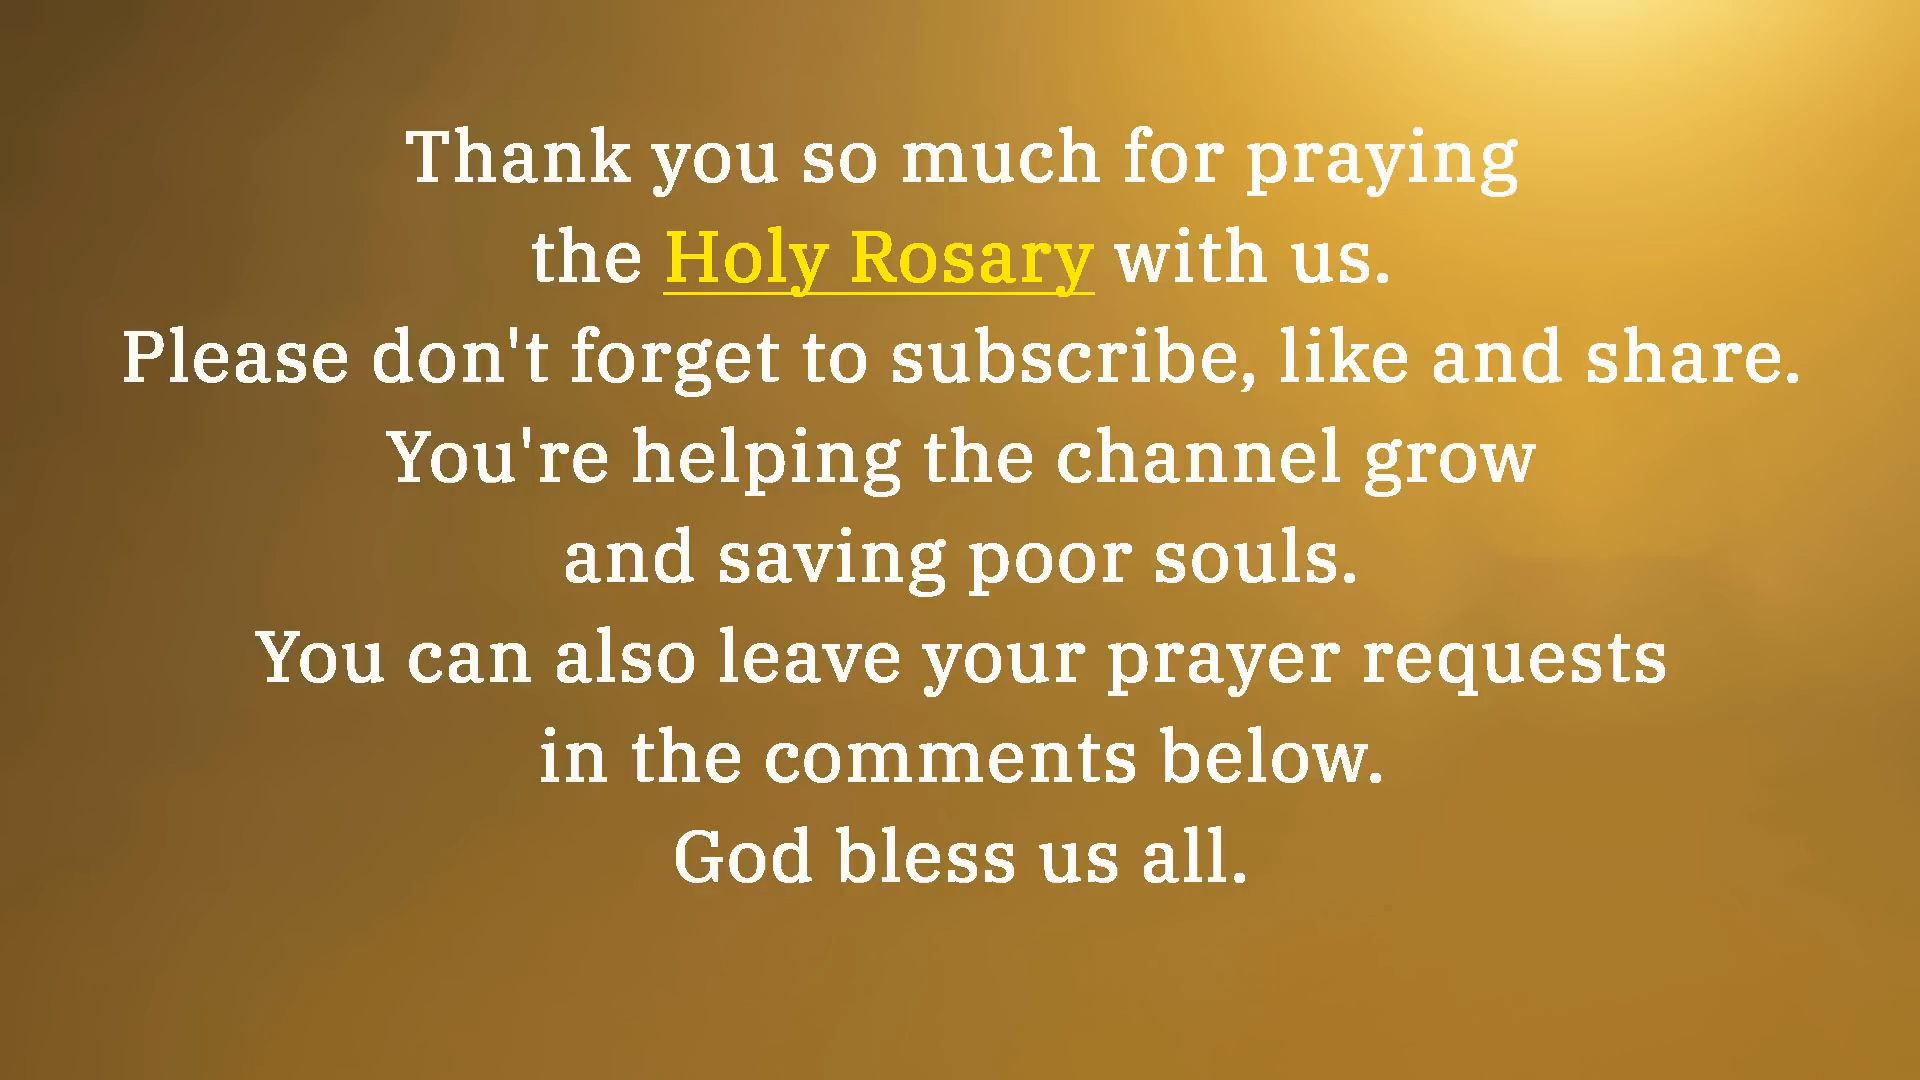 Thank you so much for praying
the Holy Rosary with us.
Please don't forget to subscribe, like and share.
You're helping the channel grow
and saving poor souls.
You can also leave your prayer requests
in the comments below.
God bless us all.